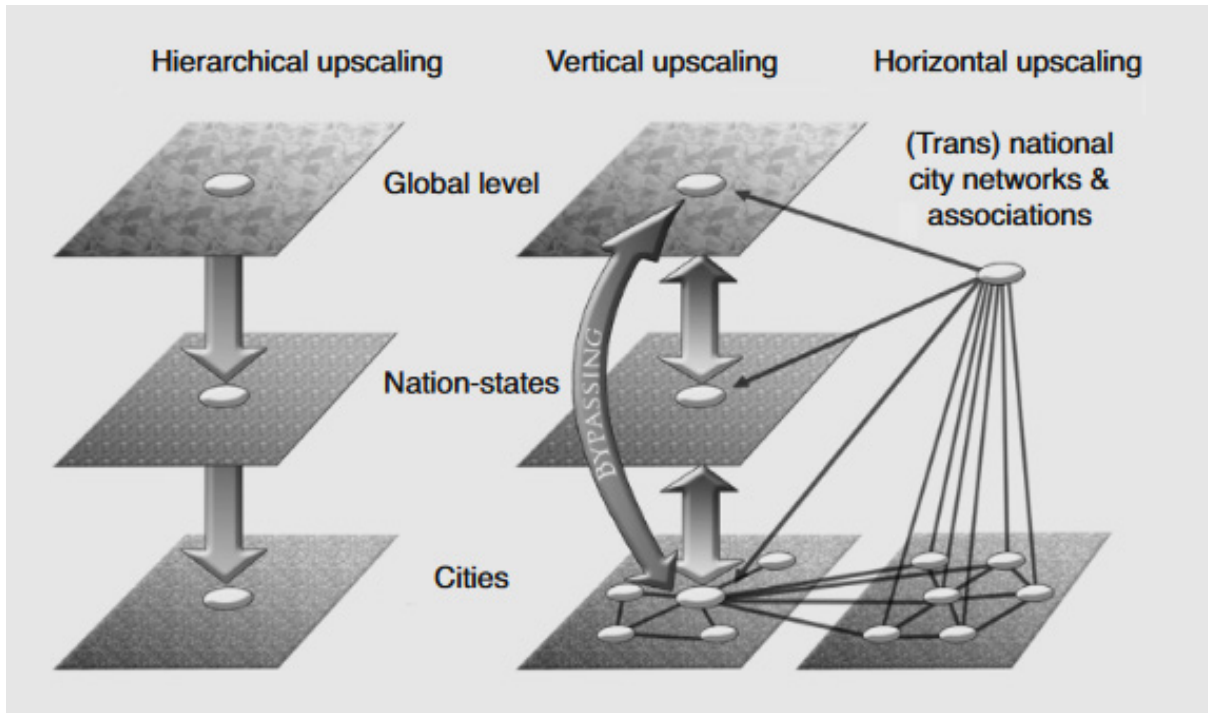 Hierarchical upscaling
Vertical upscaling
Horizontal upscaling
(Trans) national
city networks &
associations
Global level
Nation-states
BYPASSING
Cities